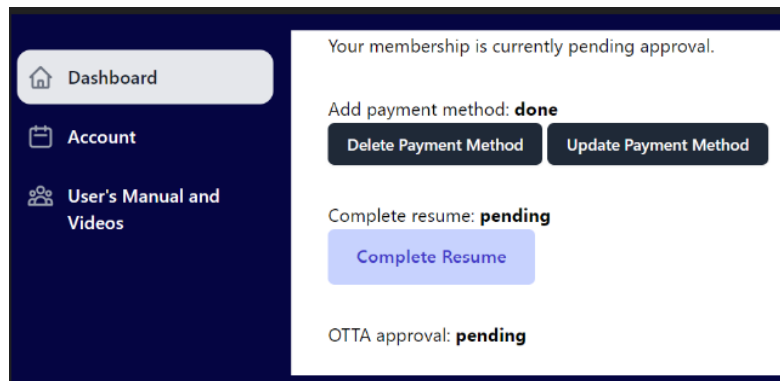 Dashboard
Account
User's Manual and
Videos
Your membership is currently pending approval.
Add payment method: done
Delete Payment Method
Update Payment Method
Complete resume: pending
Complete Resume
OTTA approval: pending